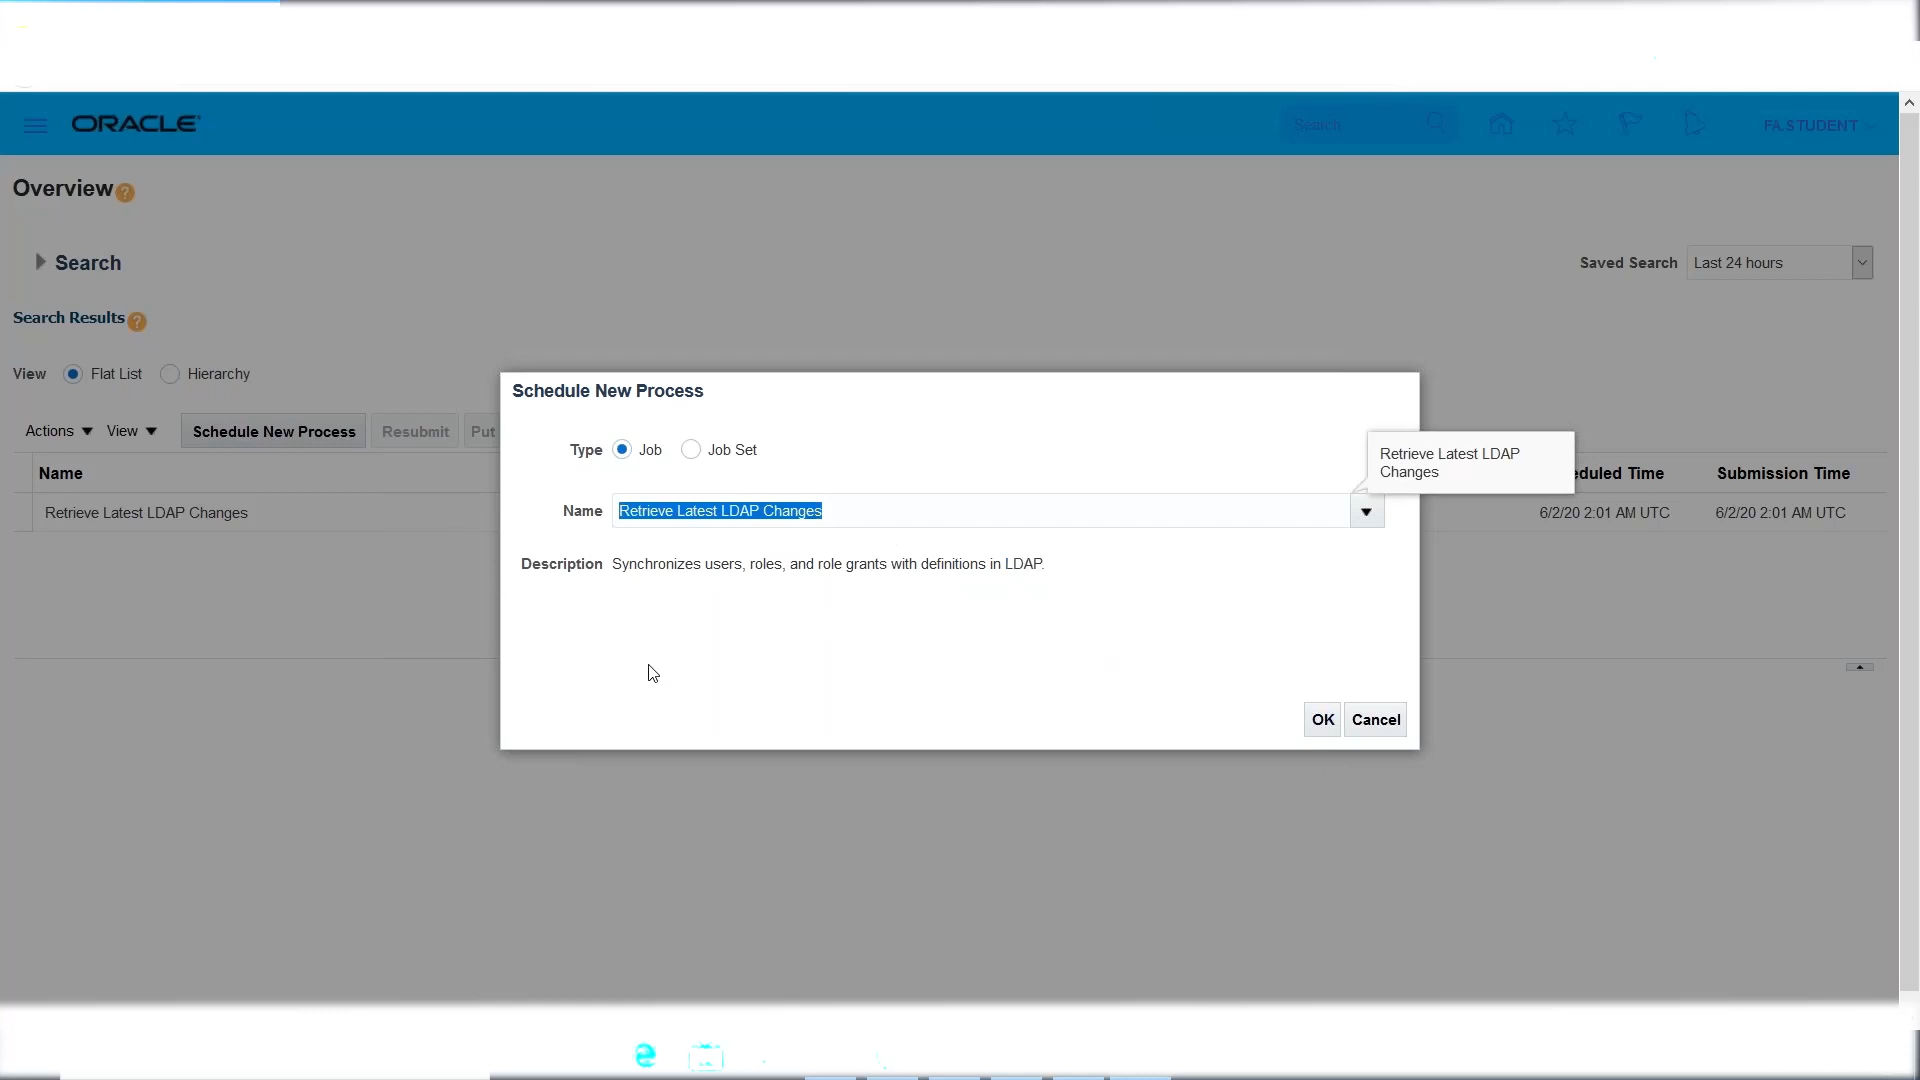 ORACLE
Search
FA.STUDENT
Overview
Search
Saved Search Last 24 hours
Search Results
View Flat List Hierarchy
Actions View Schedule New Process Resubmit Put
Name
eduled Time Submission Time
Retrieve Latest LDAP Changes
6/2/20 2:01 AM UTC 6/2/20 2:01 AM UTC
Schedule New Process
Type Job Job Set
Retrieve Latest LDAP
Changes
Name Retrieve Latest LDAP Changes
Description Synchronizes users, roles, and role grants with definitions in LDAP.
OK Cancel